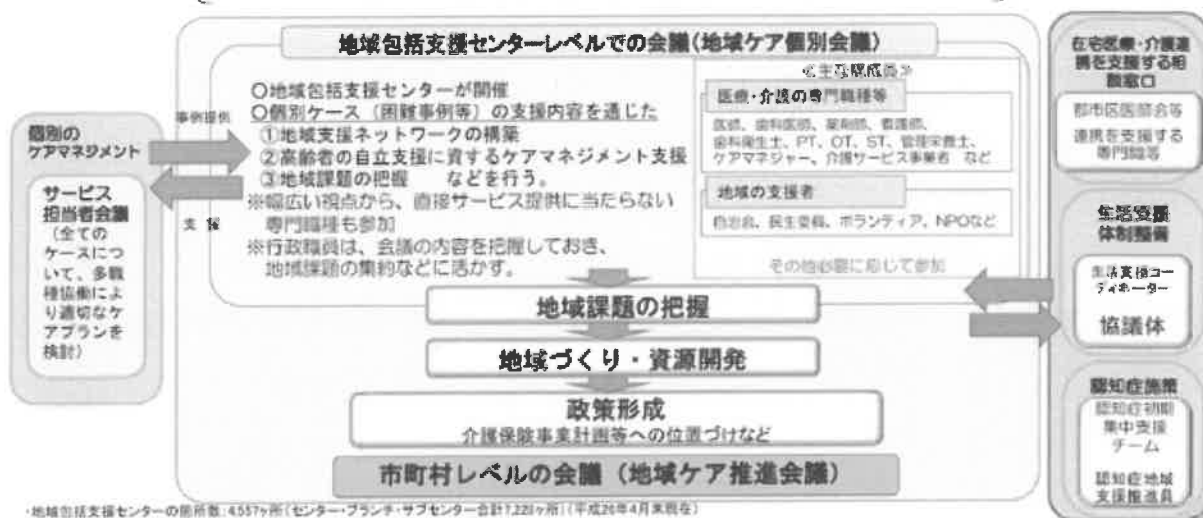 地域包括支援センターレベルでの会議(地域ケア個別会議)
○地域包括支援センターが開催
○個別ケース(困難事例等)の支援内容を通じた
①地域支援ネットワークの構築
②高齢者の自立支援に資するケアマネジメント支援
③地域課題の把握 などを行う。
※幅広い視点から、直接サービス提供に当たらない
専門職種も参加
※行政職員は、会議の内容を把握しておき、
地域課題の集約などに活かす。
≪主な構成員≫
医療・介護の専門職種等
医師、歯科医師、薬剤師、看護師、
歯科衛生士、PT、OT、ST、管理栄養士、
ケアマネジャー、介護サービス事業者 など
地域の支援者
自治会、民生委員、ボランティア、NPOなど
その他必要に応じて参加
事例提供
支援
個別の
ケアマネジメント
サービス
担当者会議
(全ての
ケースにつ
いて、多職
種協働によ
り適切なケ
アプランを
検討)
地域課題の把握
地域づくり・資源開発
政策形成
介護保険事業計画等への位置づけなど
市町村レベルの会議(地域ケア推進会議)
在宅医療・介護連
携を支援する相
談窓口
郡市区医師会等
連携を支援する
専門職等
生活支援
体制整備
生活支援コー
ディネーター
協議体
認知症施策
認知症初期
集中支援
チーム
認知症地域
支援推進員
・地域包括支援センターの箇所数:4,557ヶ所(センター・ブランチ・サブセンター合計7,228ヶ所)(平成26年4月末現在)